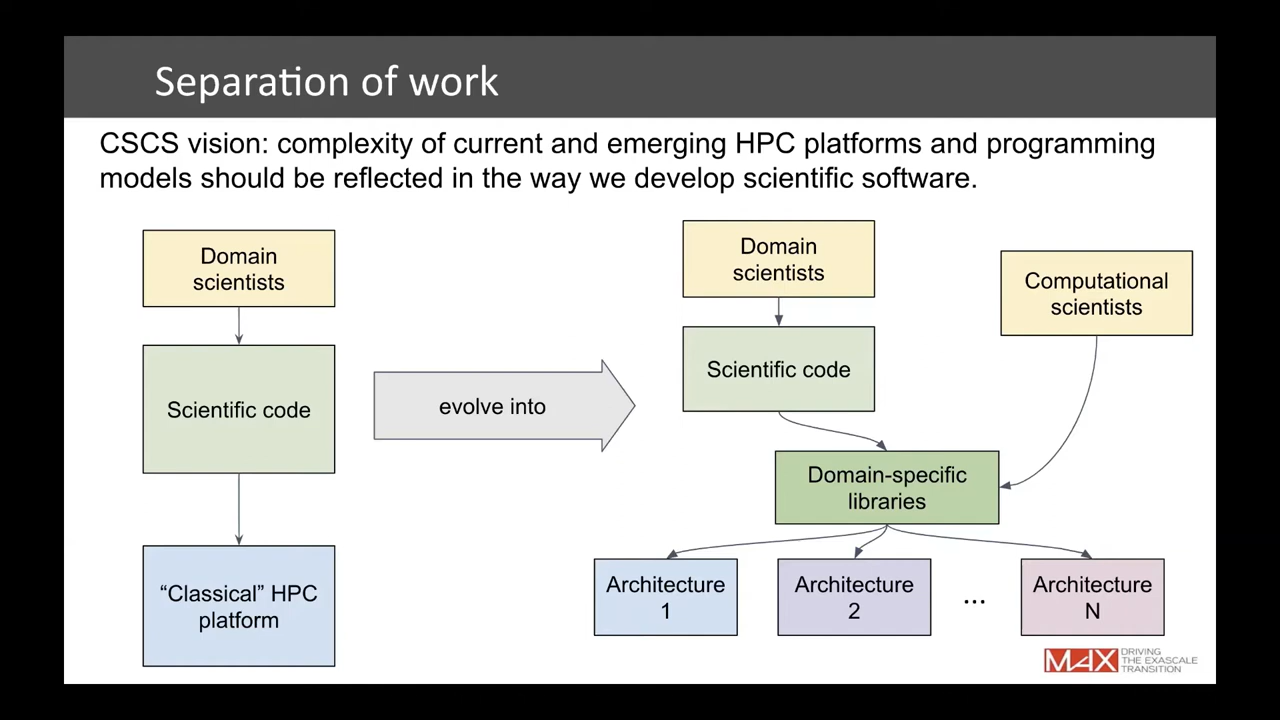 Separation of work
CSCS vision: complexity of current and emerging HPC platforms and programming
models should be reflected in the way we develop scientific software.
Domain
scientists
Scientific code
“Classical” HPC
platform
evolve into
Domain
scientists
Computational
scientists
Scientific code
Domain-specific
libraries
Architecture
1
Architecture
2
...
Architecture
N
MAX
DRIVING
THE EXASCALE
TRANSITION